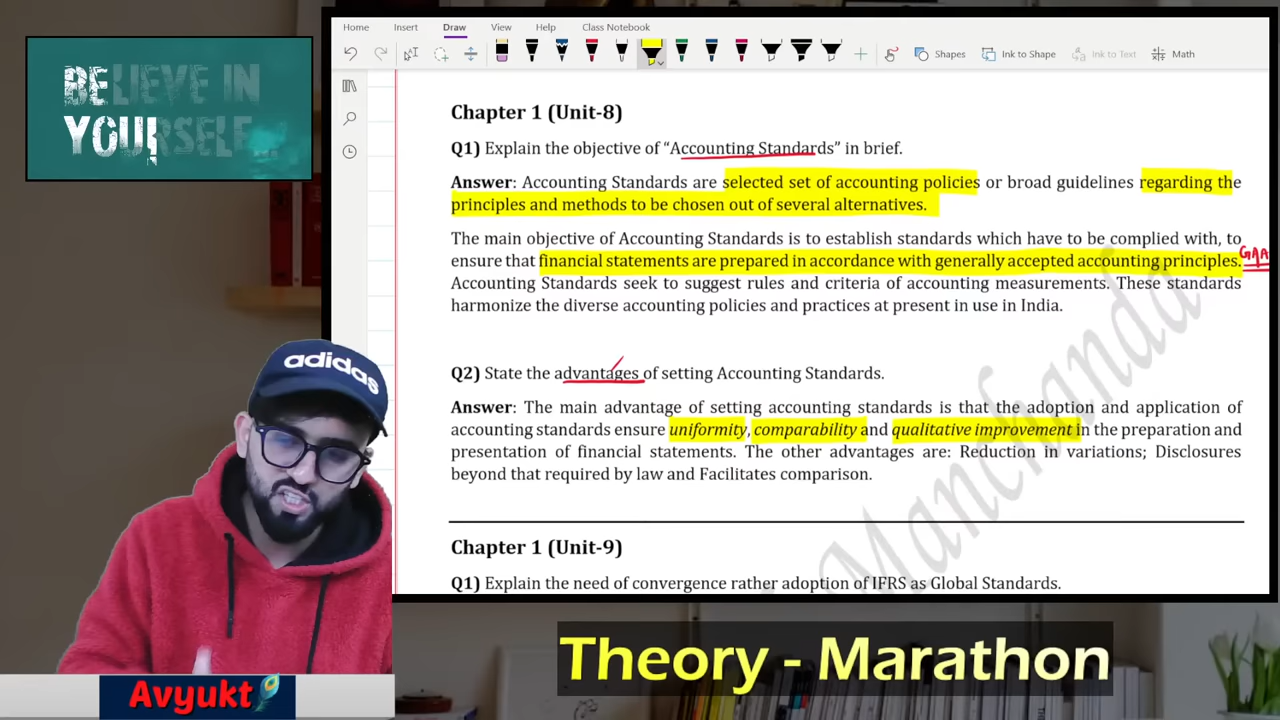 BELIEVE IN
YOURSELF
Home Insert Draw View Help Class Notebook
Shapes Ink to Shape Ink to Text Math
Chapter 1 (Unit-8)
Q1) Explain the objective of “Accounting Standards” in brief.
Answer: Accounting Standards are selected set of accounting policies or broad guidelines regarding the
principles and methods to be chosen out of several alternatives.
The main objective of Accounting Standards is to establish standards which have to be complied with, to
ensure that financial statements are prepared in accordance with generally accepted accounting principles.
Accounting Standards seek to suggest rules and criteria of accounting measurements. These standards
harmonize the diverse accounting policies and practices at present in use in India.
Q2) State the advantages of setting Accounting Standards.
Answer: The main advantage of setting accounting standards is that the adoption and application of
accounting standards ensure uniformity, comparability and qualitative improvement in the preparation and
presentation of financial statements. The other advantages are: Reduction in variations; Disclosures
beyond that required by law and Facilitates comparison.
Manchanda
Chapter 1 (Unit-9)
Q1) Explain the need of convergence rather adoption of IFRS as Global Standards.
adidas
Avyukt
Theory - Marathon